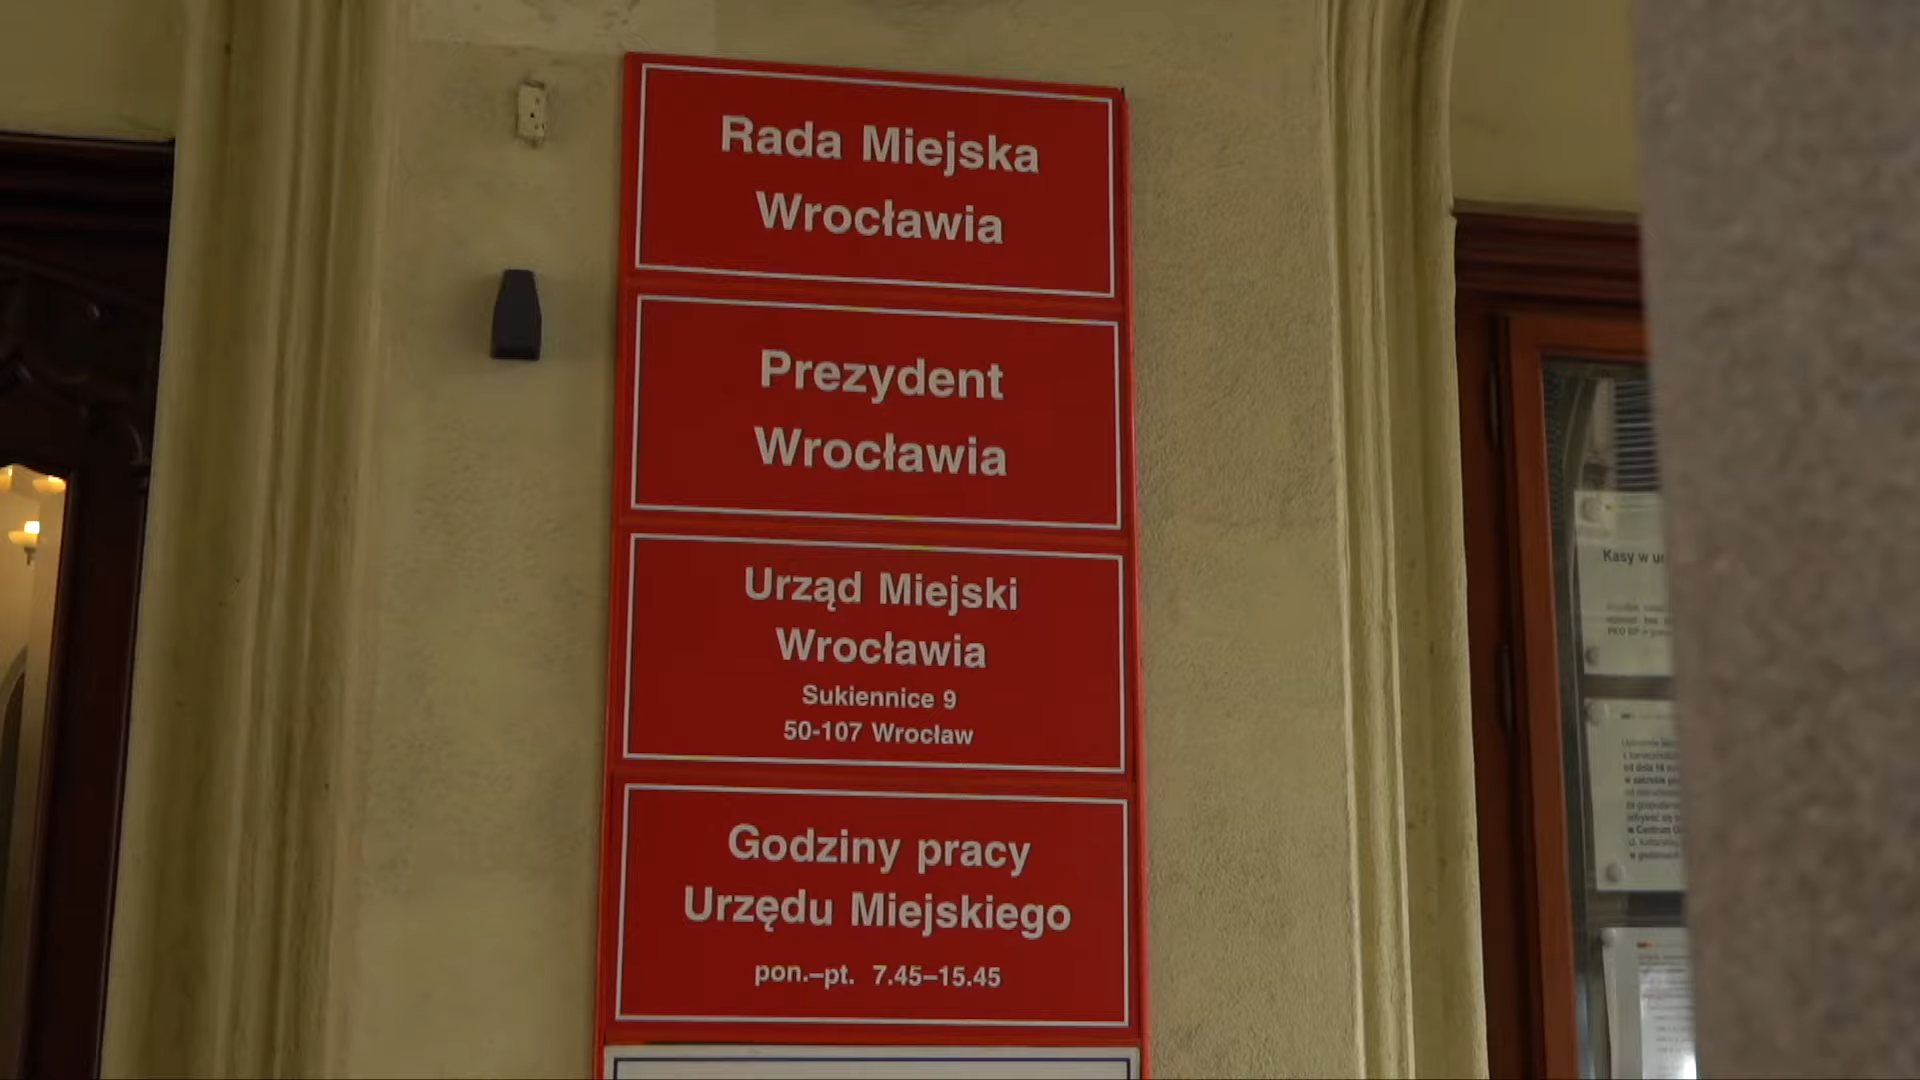 Rada Miejska
Wrocławia
Prezydent
Wrocławia
Urząd Miejski
Wrocławia
Sukiennice 9
50-107 Wrocław
Godziny pracy
Urzędu Miejskiego
pon.–pt. 7.45–15.45
Kasy w